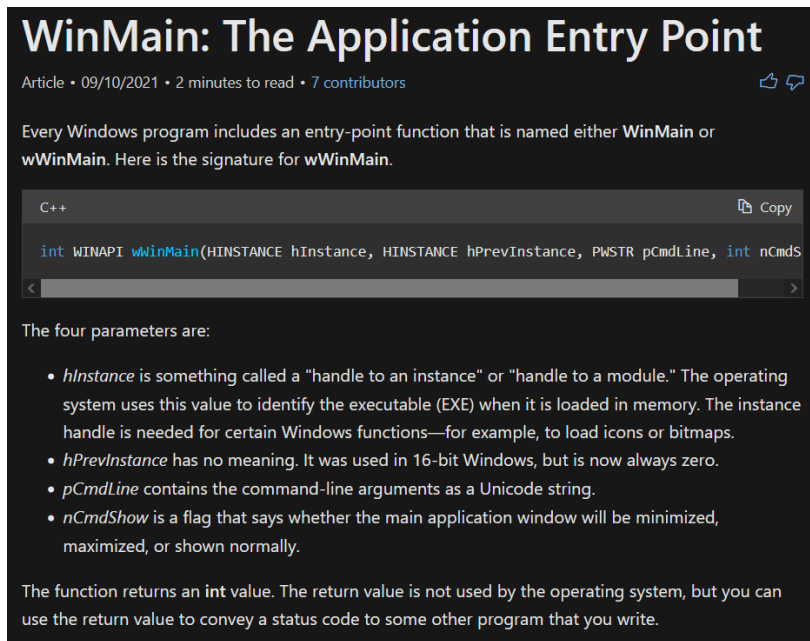 WinMain: The Application Entry Point
Article • 09/10/2021 • 2 minutes to read • 7 contributors
Every Windows program includes an entry-point function that is named either WinMain or
wWinMain. Here is the signature for wWinMain.
C++ Copy
int WINAPI wWinMain(HINSTANCE hInstance, HINSTANCE hPrevInstance, PWSTR pCmdLine, int nCmdS
The four parameters are:
• hInstance is something called a "handle to an instance" or "handle to a module." The operating
system uses this value to identify the executable (EXE) when it is loaded in memory. The instance
handle is needed for certain Windows functions—for example, to load icons or bitmaps.
• hPrevInstance has no meaning. It was used in 16-bit Windows, but is now always zero.
• pCmdLine contains the command-line arguments as a Unicode string.
• nCmdShow is a flag that says whether the main application window will be minimized,
maximized, or shown normally.
The function returns an int value. The return value is not used by the operating system, but you can
use the return value to convey a status code to some other program that you write.